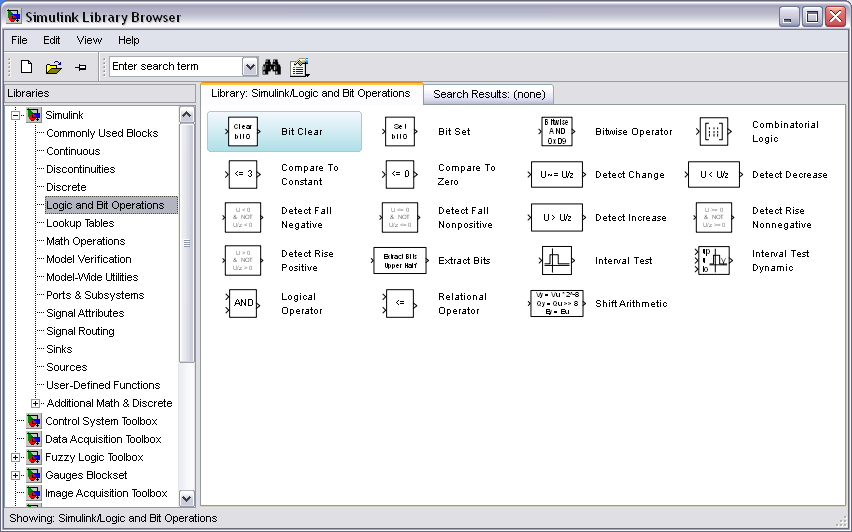 Simulink Library Browser
File Edit View Help
Enter search term
Libraries
Library: Simulink/Logic and Bit Operations
Search Results: (none)
Simulink
Commonly Used Blocks
Continuous
Discontinuities
Discrete
Logic and Bit Operations
Lookup Tables
Math Operations
Model Verification
Model-Wide Utilities
Ports & Subsystems
Signal Attributes
Signal Routing
Sinks
Sources
User-Defined Functions
Additional Math & Discrete
Control System Toolbox
Data Acquisition Toolbox
Fuzzy Logic Toolbox
Gauges Blockset
Image Acquisition Toolbox
Clear
bit 0
Bit Clear
Set
bit 0
Bit Set
Bitwise
AND
0xD9
Bitwise Operator
Combinatorial
Logic
<= 3
Compare To
Constant
<= 0
Compare To
Zero
U ~= U/z
Detect Change
U < U/z
Detect Decrease
U < 0
& NOT
U/z < 0
Detect Fall
Negative
U <= 0
& NOT
U/z <= 0
Detect Fall
Nonpositive
U > U/z
Detect Increase
U >= 0
& NOT
U/z >= 0
Detect Rise
Nonnegative
U > 0
& NOT
U/z > 0
Detect Rise
Positive
Extract Bits
Upper Half
Extract Bits
Interval Test
up
u
lo
Interval Test
Dynamic
AND
Logical
Operator
<=
Relational
Operator
Vy = Vu * 2^-8
Qy = Qu >> 8
Ey = Eu
Shift Arithmetic
Showing: Simulink/Logic and Bit Operations